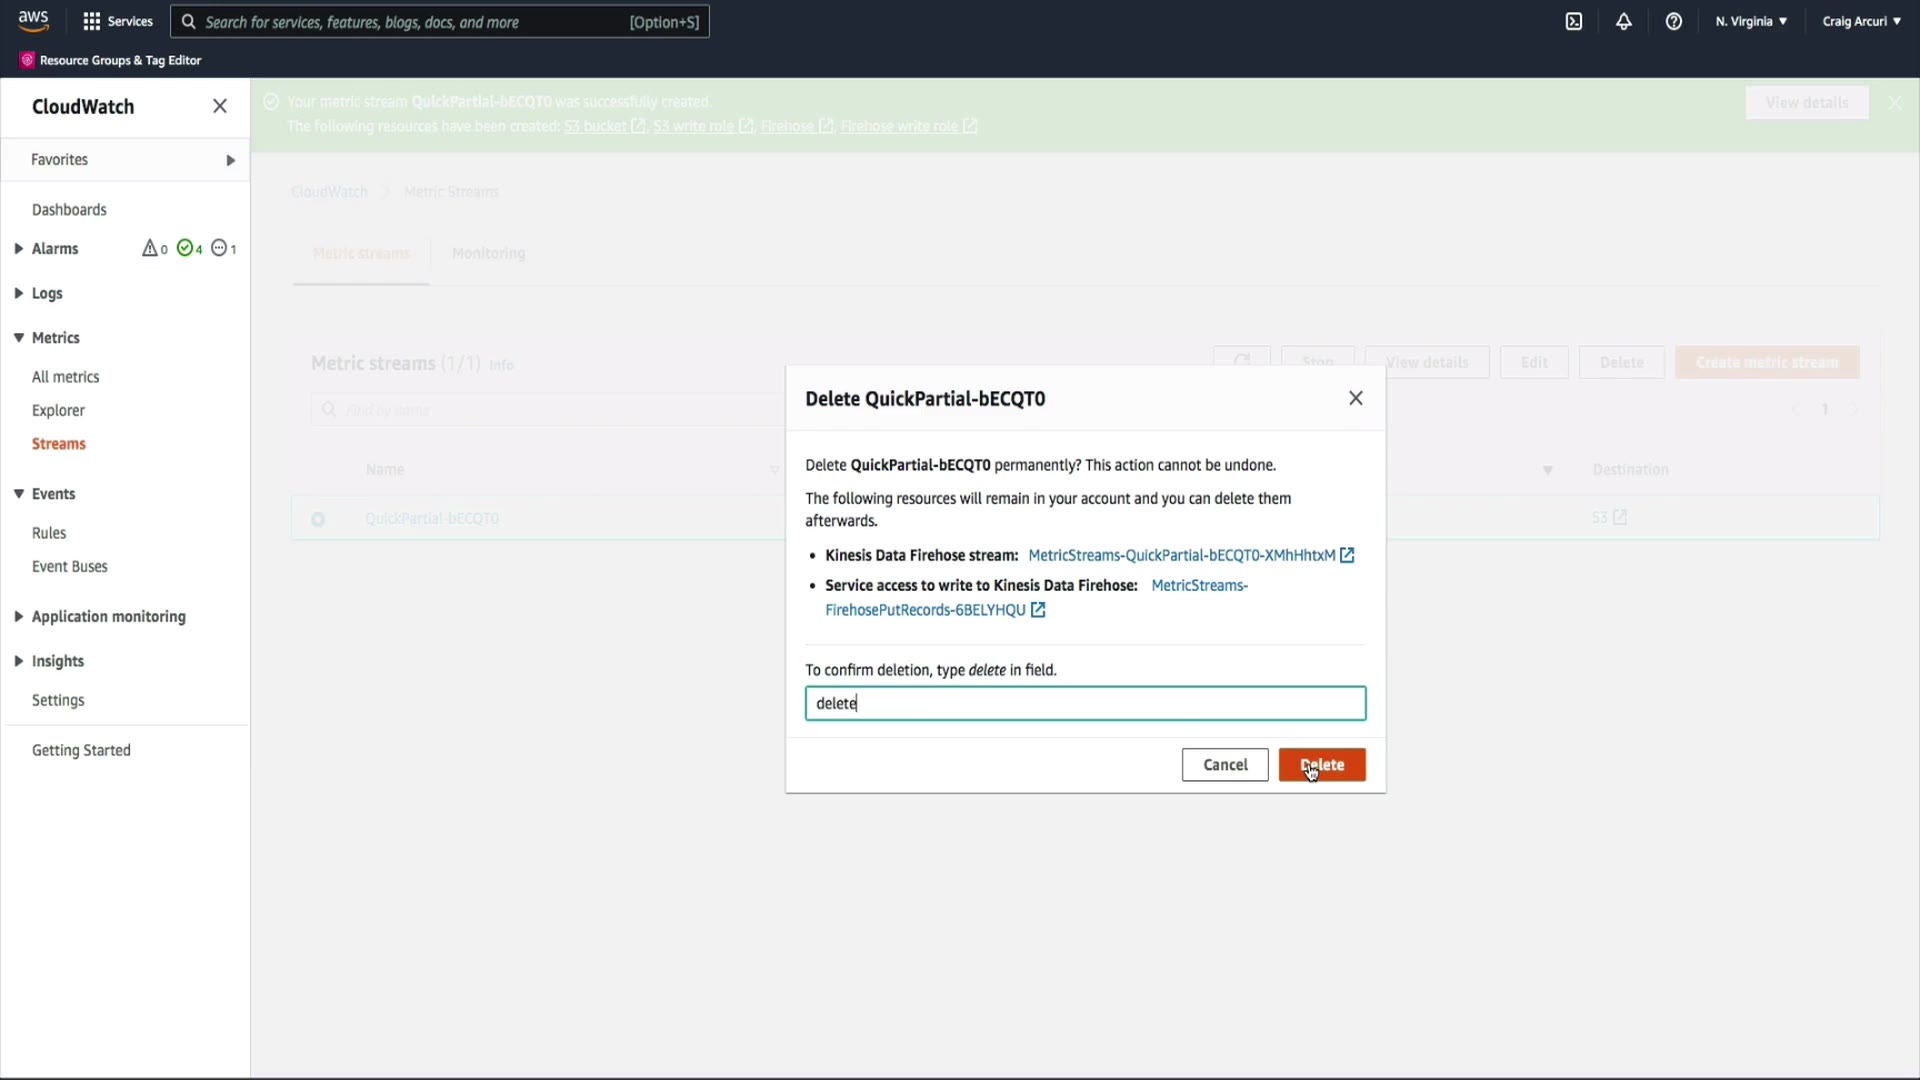 aws
Services
Search for services, features, blogs, docs, and more
[Option+S]
N. Virginia
Craig Arcuri
Resource Groups & Tag Editor
CloudWatch
Favorites
Dashboards
Alarms
0
4
1
Logs
Metrics
All metrics
Explorer
Streams
Events
Rules
Event Buses
Application monitoring
Insights
Settings
Getting Started
Your metric stream QuickPartial-bECQT0 was successfully created.
The following resources have been created: S3 bucket, S3 write role, Firehose, Firehose write role
View details
CloudWatch
Metric Streams
Metric streams
Monitoring
Metric streams (1/1) Info
Stop
View details
Edit
Delete
Create metric stream
Find by name
1
Name
Destination
QuickPartial-bECQT0
S3
Delete QuickPartial-bECQT0
Delete QuickPartial-bECQT0 permanently? This action cannot be undone.
The following resources will remain in your account and you can delete them
afterwards.
• Kinesis Data Firehose stream: MetricStreams-QuickPartial-bECQT0-XMhHhtxM
• Service access to write to Kinesis Data Firehose: MetricStreams-
FirehosePutRecords-6BELYHQU
To confirm deletion, type delete in field.
delete
Cancel
Delete